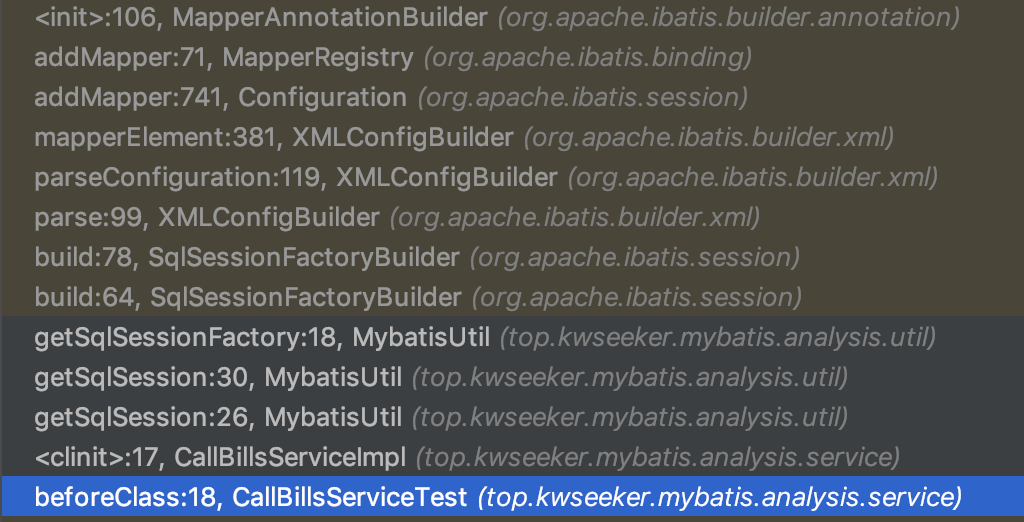 <init>:106, MapperAnnotationBuilder (org.apache.ibatis.builder.annotation)
addMapper:71, MapperRegistry (org.apache.ibatis.binding)
addMapper:741, Configuration (org.apache.ibatis.session)
mapperElement:381, XMLConfigBuilder (org.apache.ibatis.builder.xml)
parseConfiguration:119, XMLConfigBuilder (org.apache.ibatis.builder.xml)
parse:99, XMLConfigBuilder (org.apache.ibatis.builder.xml)
build:78, SqlSessionFactoryBuilder (org.apache.ibatis.session)
build:64, SqlSessionFactoryBuilder (org.apache.ibatis.session)
getSqlSessionFactory:18, MybatisUtil (top.kwseeker.mybatis.analysis.util)
getSqlSession:30, MybatisUtil (top.kwseeker.mybatis.analysis.util)
getSqlSession:26, MybatisUtil (top.kwseeker.mybatis.analysis.util)
<clinit>:17, CallBillsServiceImpl (top.kwseeker.mybatis.analysis.service)
beforeClass:18, CallBillsServiceTest (top.kwseeker.mybatis.analysis.service)